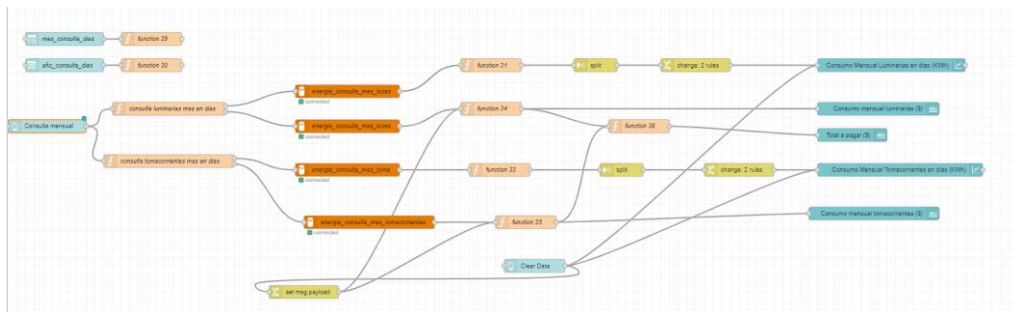 mes_consulta_dias
function 29
año_consulta_dias
function 30
Consulta mensual
consulta luminarias mes en dias
consulta tomacorrientes mes en dias
energia_consulta_mes_luces
connected
energia_consulta_mes_luces
connected
energia_consulta_mes_toma
connected
energia_consulta_mes_tomacorrientes
connected
function 31
split
change: 2 rules
Consumo Mensual Luminarias en dias (KWh)
function 34
Consumo mensual luminarias ($)
function 36
Total a pagar ($)
function 33
split
change: 2 rules
Consumo Mensual Tomacorrientes en dias (KWh)
function 35
Consumo mensual tomacorrientes ($)
Clear Data
set msg.payload